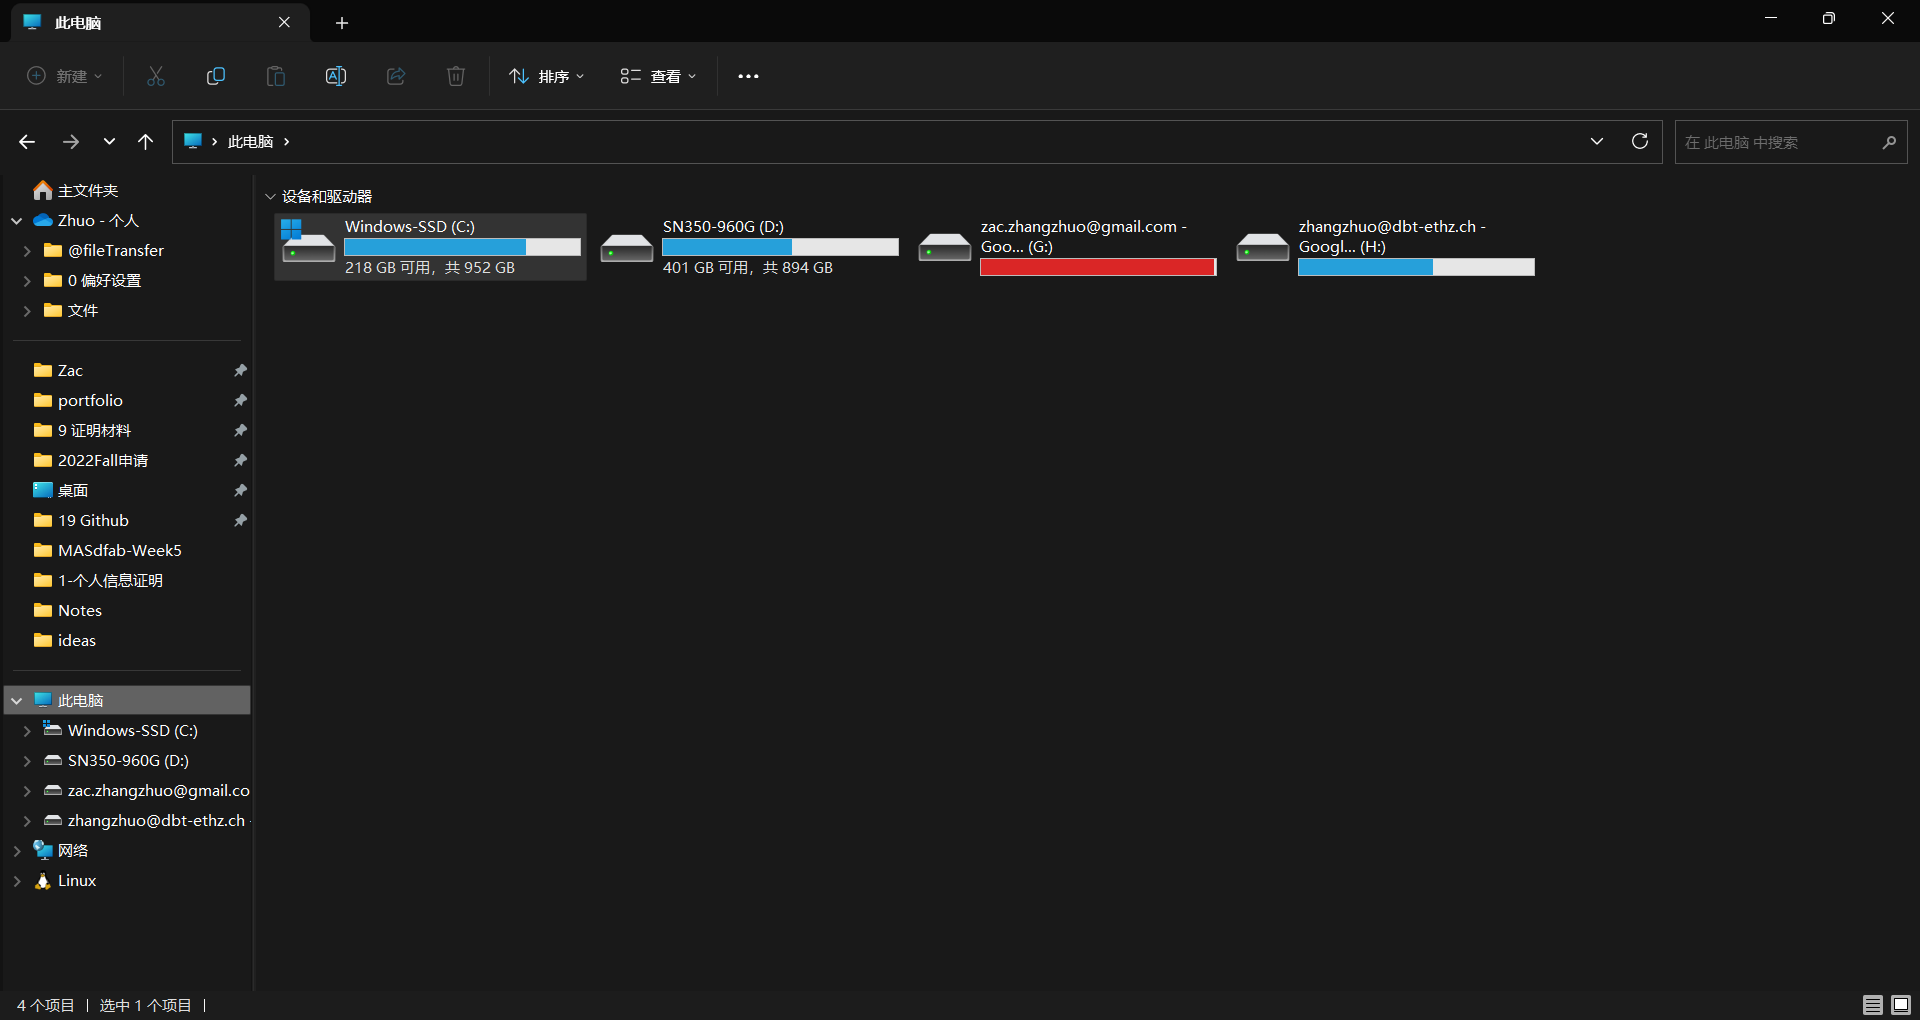 此电脑
新建
排序
查看
此电脑
在 此电脑 中搜索
主文件夹
Zhuo - 个人
@fileTransfer
0 偏好设置
文件
Zac
portfolio
9 证明材料
2022Fall申请
桌面
19 Github
MASdfab-Week5
1-个人信息证明
Notes
ideas
此电脑
Windows-SSD (C:)
SN350-960G (D:)
zac.zhangzhuo@gmail.co
zhangzhuo@dbt-ethz.ch -
网络
Linux
设备和驱动器
Windows-SSD (C:)
218 GB 可用，共 952 GB
SN350-960G (D:)
401 GB 可用，共 894 GB
zac.zhangzhuo@gmail.com -
Goo... (G:)
zhangzhuo@dbt-ethz.ch -
Googl... (H:)
4 个项目
选中 1 个项目